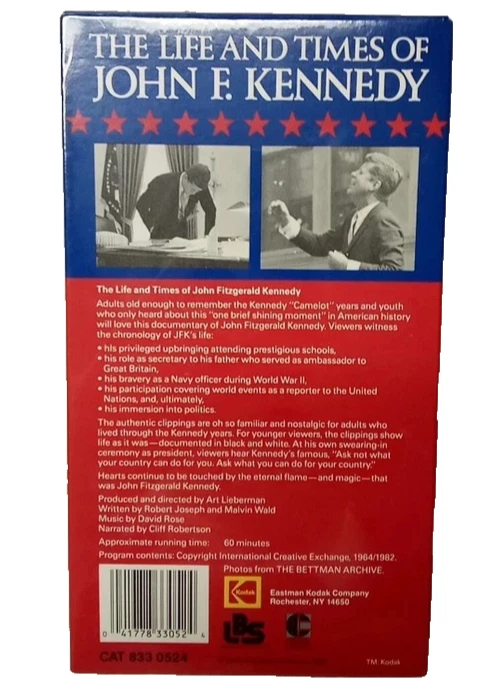 THE LIFE AND TIMES OF
JOHN F. KENNEDY
The Life and Times of John Fitzgerald Kennedy
Adults old enough to remember the Kennedy "Camelot" years and youth
who only heard about this "one brief shining moment" in American history
will love this documentary of John Fitzgerald Kennedy. Viewers witness
the chronology of JFK's life:
• his privileged upbringing attending prestigious schools,
• his role as secretary to his father who served as ambassador to
Great Britain,
• his bravery as a Navy officer during World War II,
• his participation covering world events as a reporter to the United
Nations, and, ultimately,
• his immersion into politics.
The authentic clippings are oh so familiar and nostalgic for adults who
lived through the Kennedy years. For younger viewers, the clippings show
life as it was—documented in black and white. At his own swearing-in
ceremony as president, viewers hear Kennedy's famous, "Ask not what
your country can do for you. Ask what you can do for your country."
Hearts continue to be touched by the eternal flame—and magic—that
was John Fitzgerald Kennedy.
Produced and directed by Art Lieberman
Written by Robert Joseph and Malvin Wald
Music by David Rose
Narrated by Cliff Robertson
Approximate running time: 60 minutes
Program contents: Copyright International Creative Exchange, 1964/1982.
Photos from THE BETTMAN ARCHIVE.
Kodak
Eastman Kodak Company
Rochester, NY 14650
0 41778 33052 4
LBS
CAT 833 0524
TM. Kodak